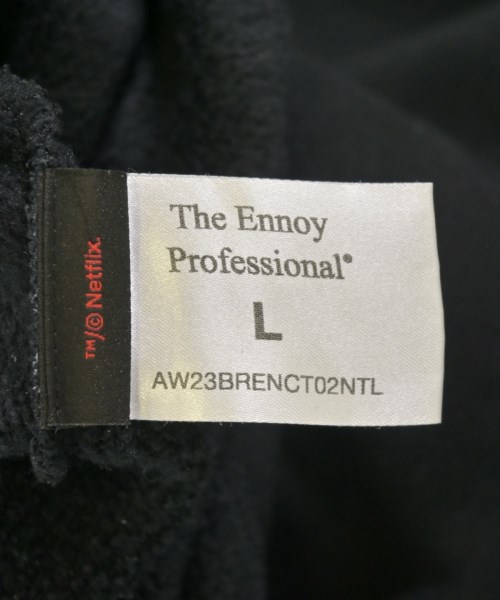 The Ennoy
Professional®
L
AW23BRENCT02NTL
TM/© Netflix.